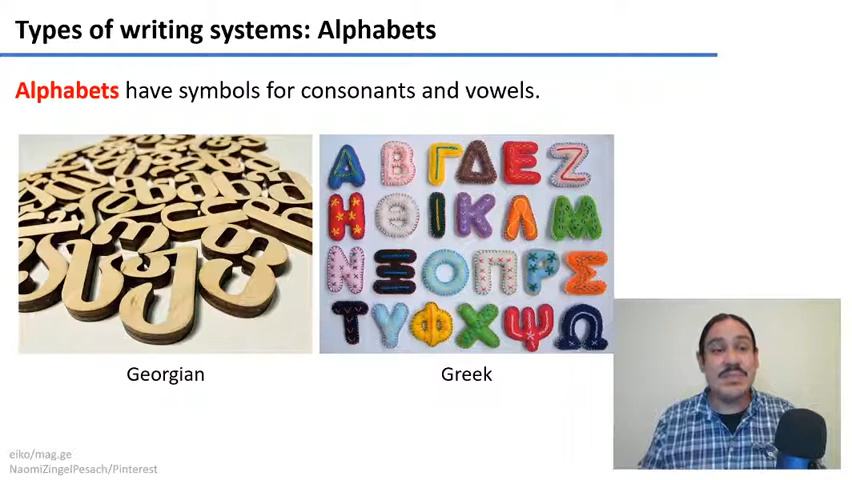 Types of writing systems: Alphabets
Alphabets have symbols for consonants and vowels.
Α Β Γ Δ Ε Ζ
Η Θ Ι Κ Λ Μ
Ν Ξ Ο Π Ρ Σ
Τ Υ Φ Χ Ψ Ω
Georgian
Greek
eiko/mag.ge
NaomiZingelPesach/Pinterest